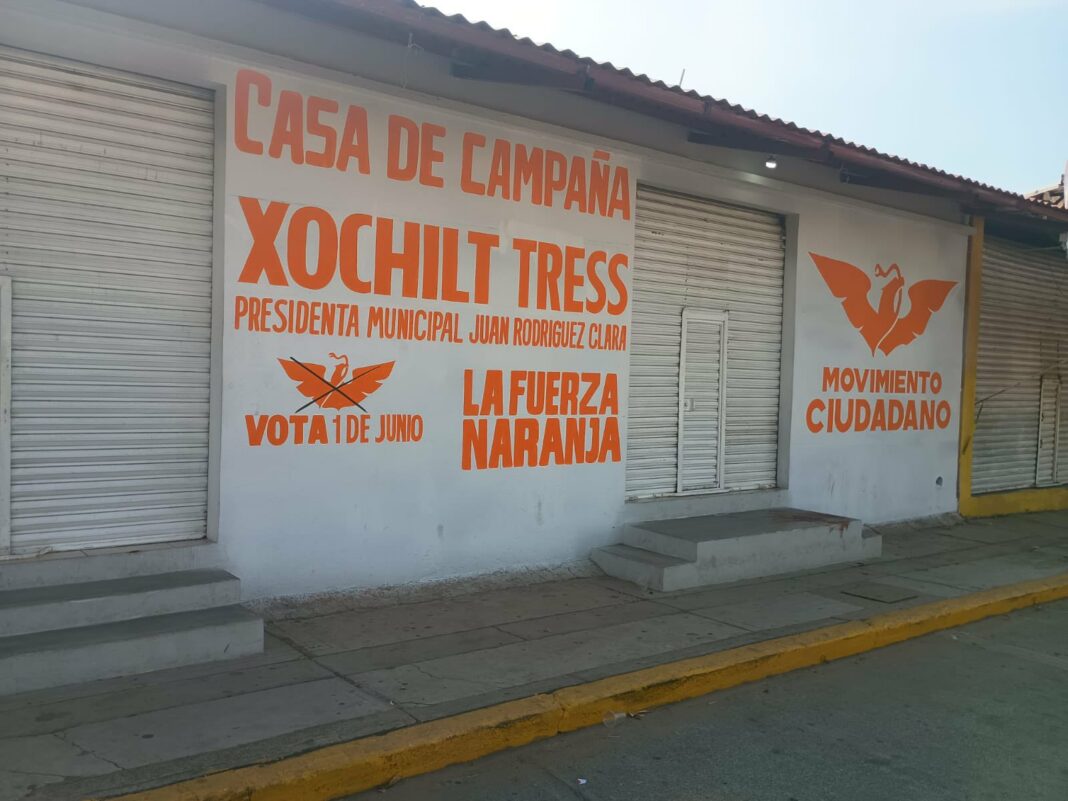 CASA DE CAMPAÑA
XOCHILT TRESS
PRESIDENTA MUNICIPAL JUAN RODRIGUEZ CLARA
VOTA 1 DE JUNIO
LA FUERZA
NARANJA
MOVIMIENTO
CIUDADANO